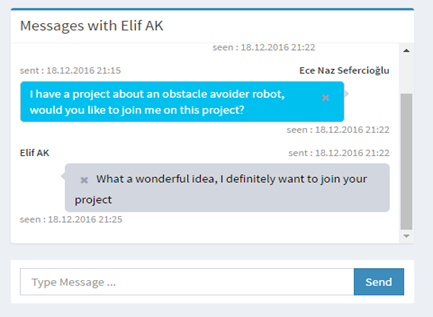 Messages with Elif AK
seen : 18.12.2016 21:22
sent : 18.12.2016 21:15 Ece Naz Sefercioğlu
I have a project about an obstacle avoider robot,
would you like to join me on this project?
seen : 18.12.2016 21:22
Elif AK sent : 18.12.2016 21:22
What a wonderful idea, I definitely want to join your
project
seen : 18.12.2016 21:25
Type Message ... Send